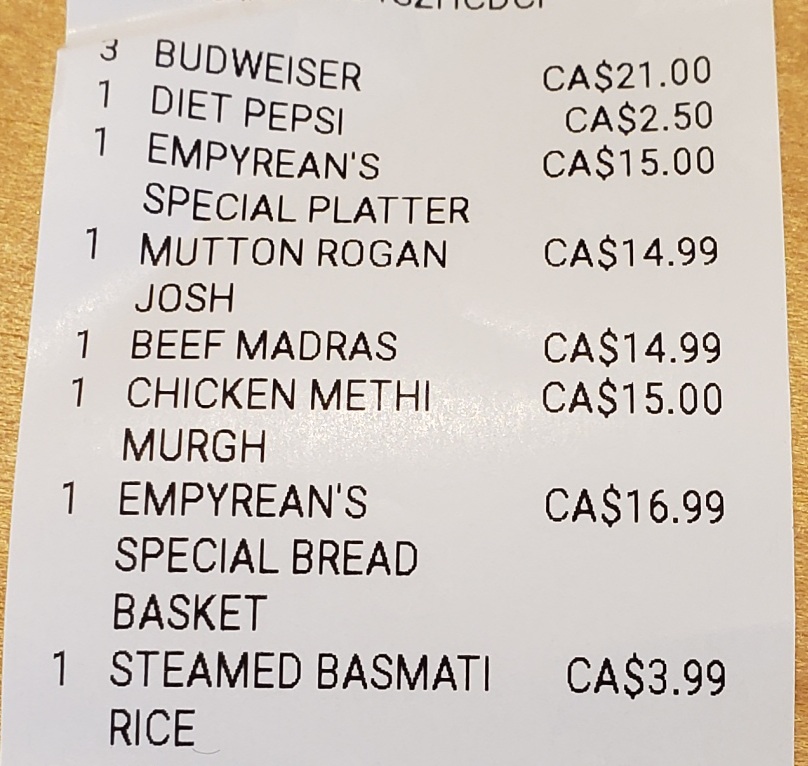 3 BUDWEISER CA$21.00
1 DIET PEPSI CA$2.50
1 EMPYREAN'S CA$15.00
SPECIAL PLATTER
1 MUTTON ROGAN CA$14.99
JOSH
1 BEEF MADRAS CA$14.99
1 CHICKEN METHI CA$15.00
MURGH
1 EMPYREAN'S CA$16.99
SPECIAL BREAD
BASKET
1 STEAMED BASMATI CA$3.99
RICE